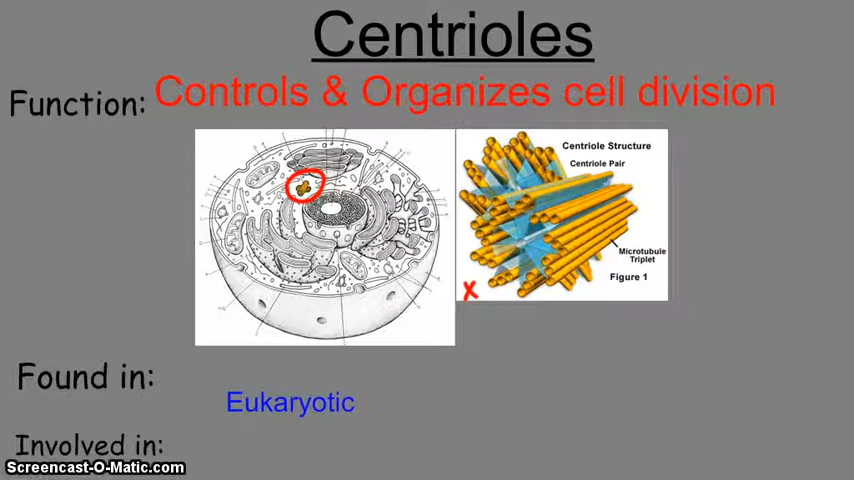 Centrioles
Function: Controls & Organizes cell division
Centriole Structure
Centriole Pair
Microtubule
Triplet
Figure 1
X
Found in:
Eukaryotic
Involved in:
Screencast-O-Matic.com